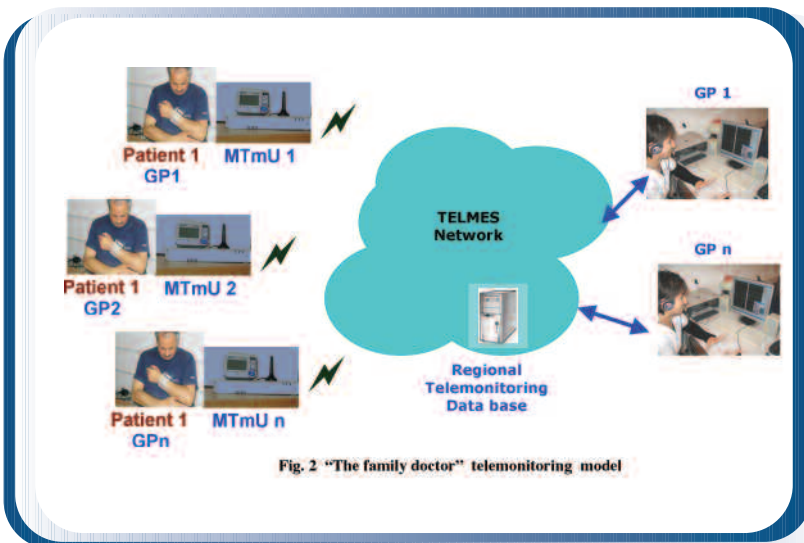 Patient 1 MTmU 1
GP1
Patient 1 MTmU 2
GP2
Patient 1 MTmU n
GPn
TELMES
Network
Regional
Telemonitoring
Data base
GP 1
GP n
Fig. 2 “The family doctor” telemonitoring model